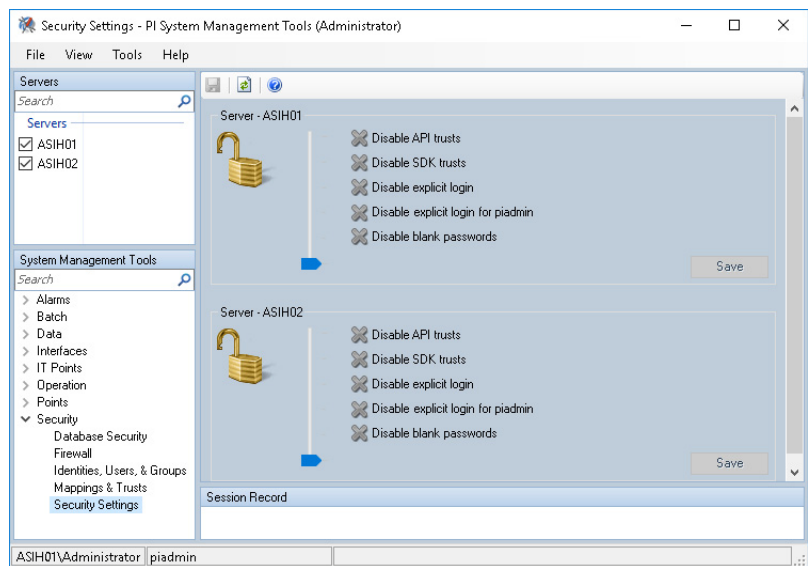 Security Settings - PI System Management Tools (Administrator)
File View Tools Help
Servers
Search
Servers
ASIH01
ASIH02
System Management Tools
Search
Alarms
Batch
Data
Interfaces
IT Points
Operation
Points
Security
Database Security
Firewall
Identities, Users, & Groups
Mappings & Trusts
Security Settings
Server - ASIH01
Disable API trusts
Disable SDK trusts
Disable explicit login
Disable explicit login for piadmin
Disable blank passwords
Save
Server - ASIH02
Disable API trusts
Disable SDK trusts
Disable explicit login
Disable explicit login for piadmin
Disable blank passwords
Save
Session Record
ASIH01\Administrator piadmin